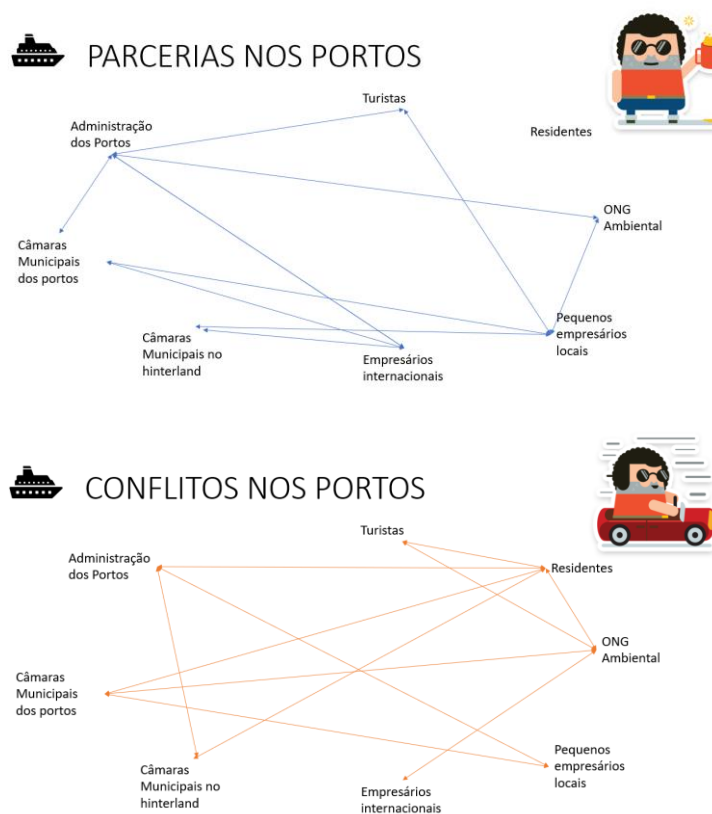 PARCERIAS NOS PORTOS
Turistas
Administração
dos Portos
Residentes
ONG
Ambiental
Câmaras
Municipais
dos portos
Pequenos
empresários
locais
Câmaras
Municipais no
hinterland
Empresários
internacionais
CONFLITOS NOS PORTOS
Turistas
Administração
dos Portos
Residentes
ONG
Ambiental
Câmaras
Municipais
dos portos
Pequenos
empresários
locais
Câmaras
Municipais no
hinterland
Empresários
internacionais